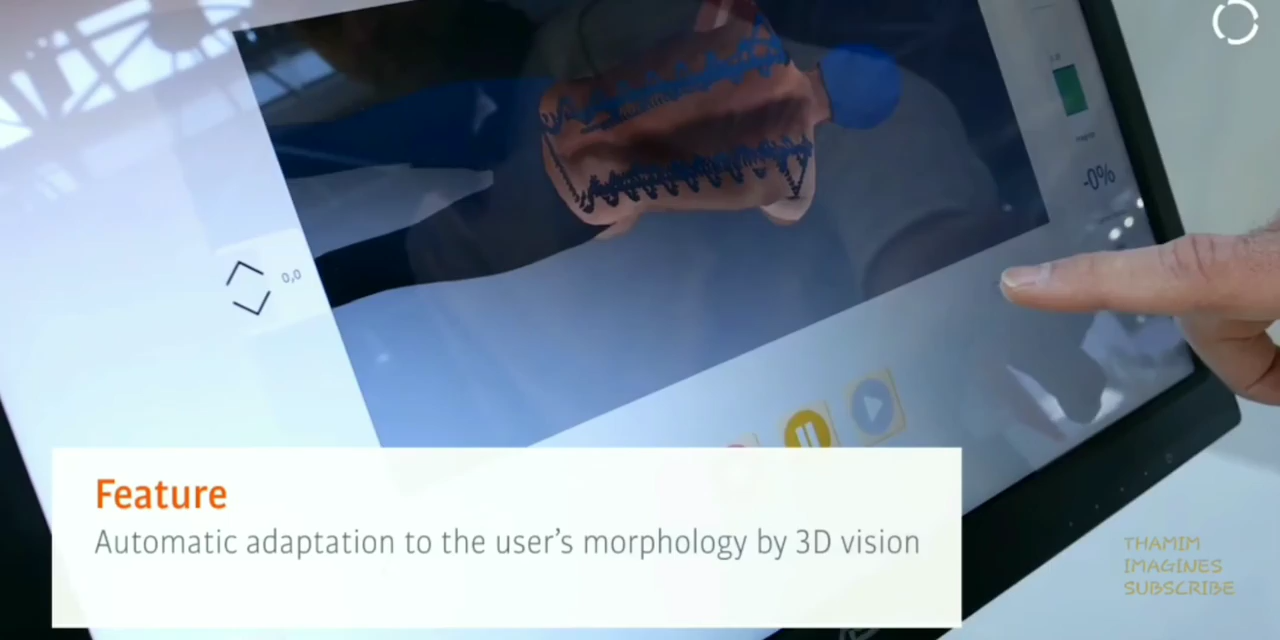 0,0
-0%
Feature
Automatic adaptation to the user's morphology by 3D vision
THAMIM
IMAGINES
SUBSCRIBE